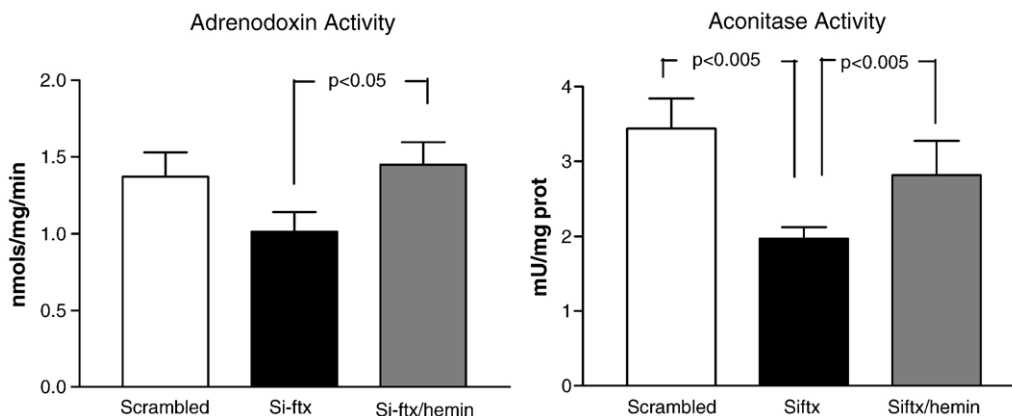 Adrenodoxin Activity
nmols/mg/min
2.0
1.5
1.0
0.5
0.0
p<0.05
Scrambled Si-ftx Si-ftx/hemin
Aconitase Activity
mU/mg prot
4
3
2
1
0
p<0.005 p<0.005
Scrambled Siftx Siftx/hemin